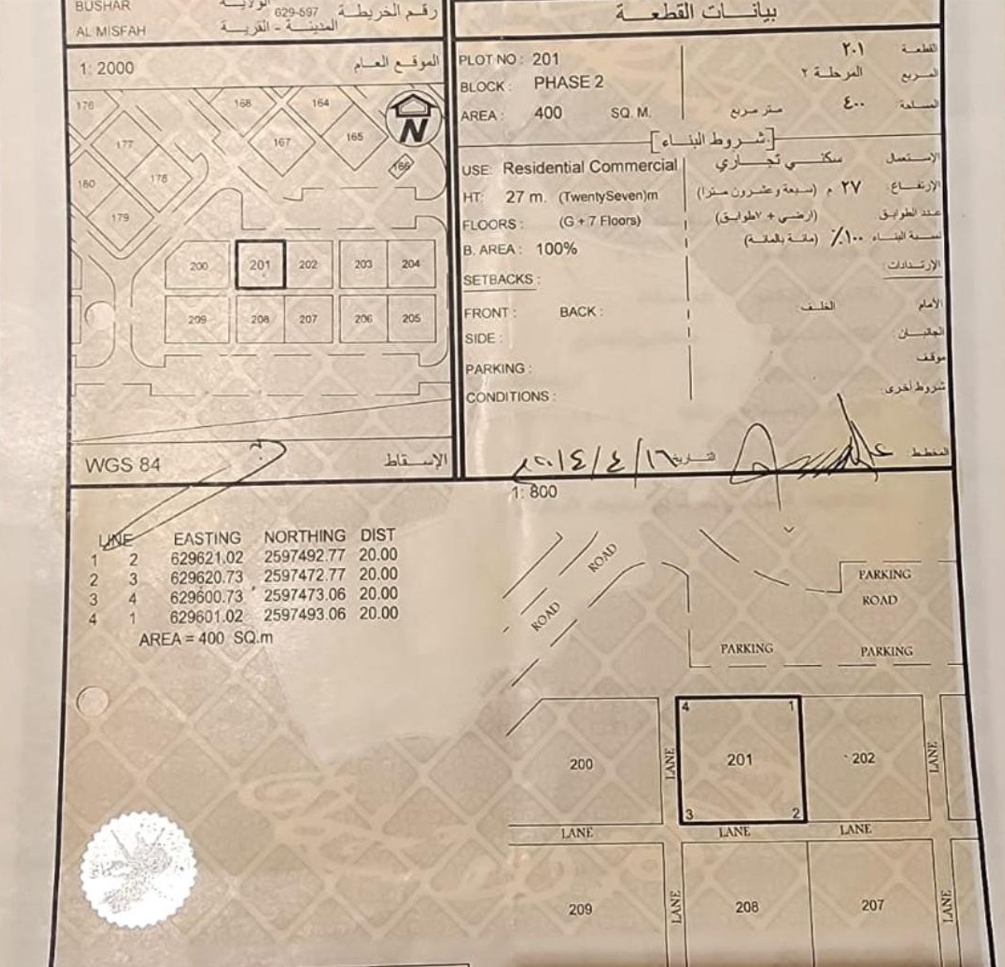 BUSHAR
629-597
رقم الخريطة
AL MISFAH
المدينة - القرية
1: 2000
الموقع العام
176
168
164
177
167
165
166
178
180
179
N
200
201
202
203
204
209
208
207
206
205
WGS 84
الإسقاط
بيانات القطعة
PLOT NO : 201
٢٠١
القطعة
BLOCK : PHASE 2
المرحلة ٢
المربع
AREA : 400 SQ. M.
متر مربع
٤٠٠
المساحة
[شروط البناء]
USE: Residential Commercial
سكني تجاري
الإستعمال
HT: 27 m. (TwentySeven)m
٢٧ م (سبعة وعشرون مترا)
الإرتفاع:
FLOORS : (G + 7 Floors)
(ارضي + ٧طوابق)
عدد الطوابق
B. AREA : 100%
١٠٠٪ (مائة بالمائة)
نسبة البناء
SETBACKS :
الإرتدادات:
FRONT : BACK :
الخلف:
الأمام
SIDE :
الجانبان:
PARKING :
موقف
CONDITIONS :
شروط أخرى
المخطط
التاريخ
٢٠١٤/٤/١٦
1: 800
LINE EASTING NORTHING DIST
1 2 629621.02 2597492.77 20.00
2 3 629620.73 2597472.77 20.00
3 4 629600.73 2597473.06 20.00
4 1 629601.02 2597493.06 20.00
AREA = 400 SQ.m
ROAD
ROAD
PARKING
ROAD
PARKING
PARKING
4
1
200
LANE
201
202
LANE
3
2
LANE
LANE
LANE
209
LANE
208
207
LANE